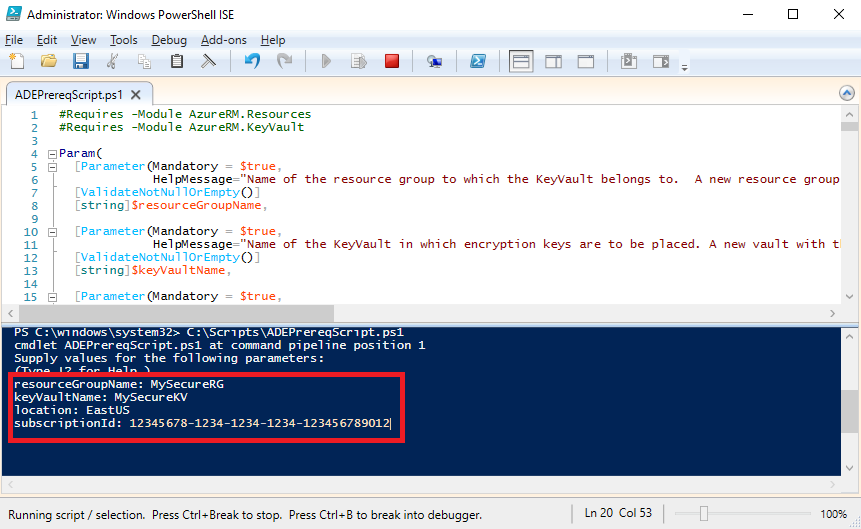 Administrator: Windows PowerShell ISE
File Edit View Tools Debug Add-ons Help
ADEPrereqScript.ps1
1 #Requires -Module AzureRM.Resources
2 #Requires -Module AzureRM.KeyVault
3
4 Param(
5 [Parameter(Mandatory = $true,
6 HelpMessage="Name of the resource group to which the KeyVault belongs to.  A new resource group
7 [ValidateNotNullOrEmpty()]
8 [string]$resourceGroupName,
9
10 [Parameter(Mandatory = $true,
11 HelpMessage="Name of the KeyVault in which encryption keys are to be placed. A new vault with th
12 [ValidateNotNullOrEmpty()]
13 [string]$keyVaultName,
14
15 [Parameter(Mandatory = $true,
PS C:\windows\system32> C:\Scripts\ADEPrereqScript.ps1
cmdlet ADEPrereqScript.ps1 at command pipeline position 1
Supply values for the following parameters:
(Type !? for Help.)
resourceGroupName: MySecureRG
keyVaultName: MySecureKV
location: EastUS
subscriptionId: 12345678-1234-1234-1234-123456789012
Running script / selection.  Press Ctrl+Break to stop.  Press Ctrl+B to break into debugger. Ln 20 Col 53 100%